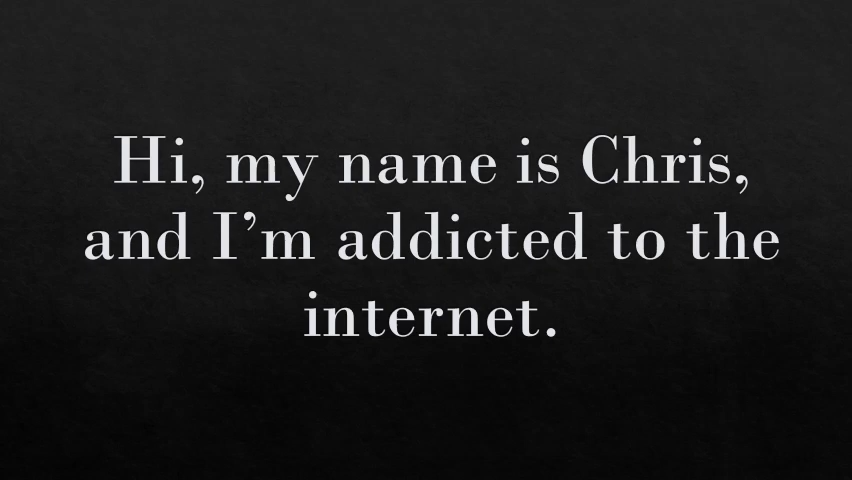 Hi, my name is Chris,
and I’m addicted to the
internet.